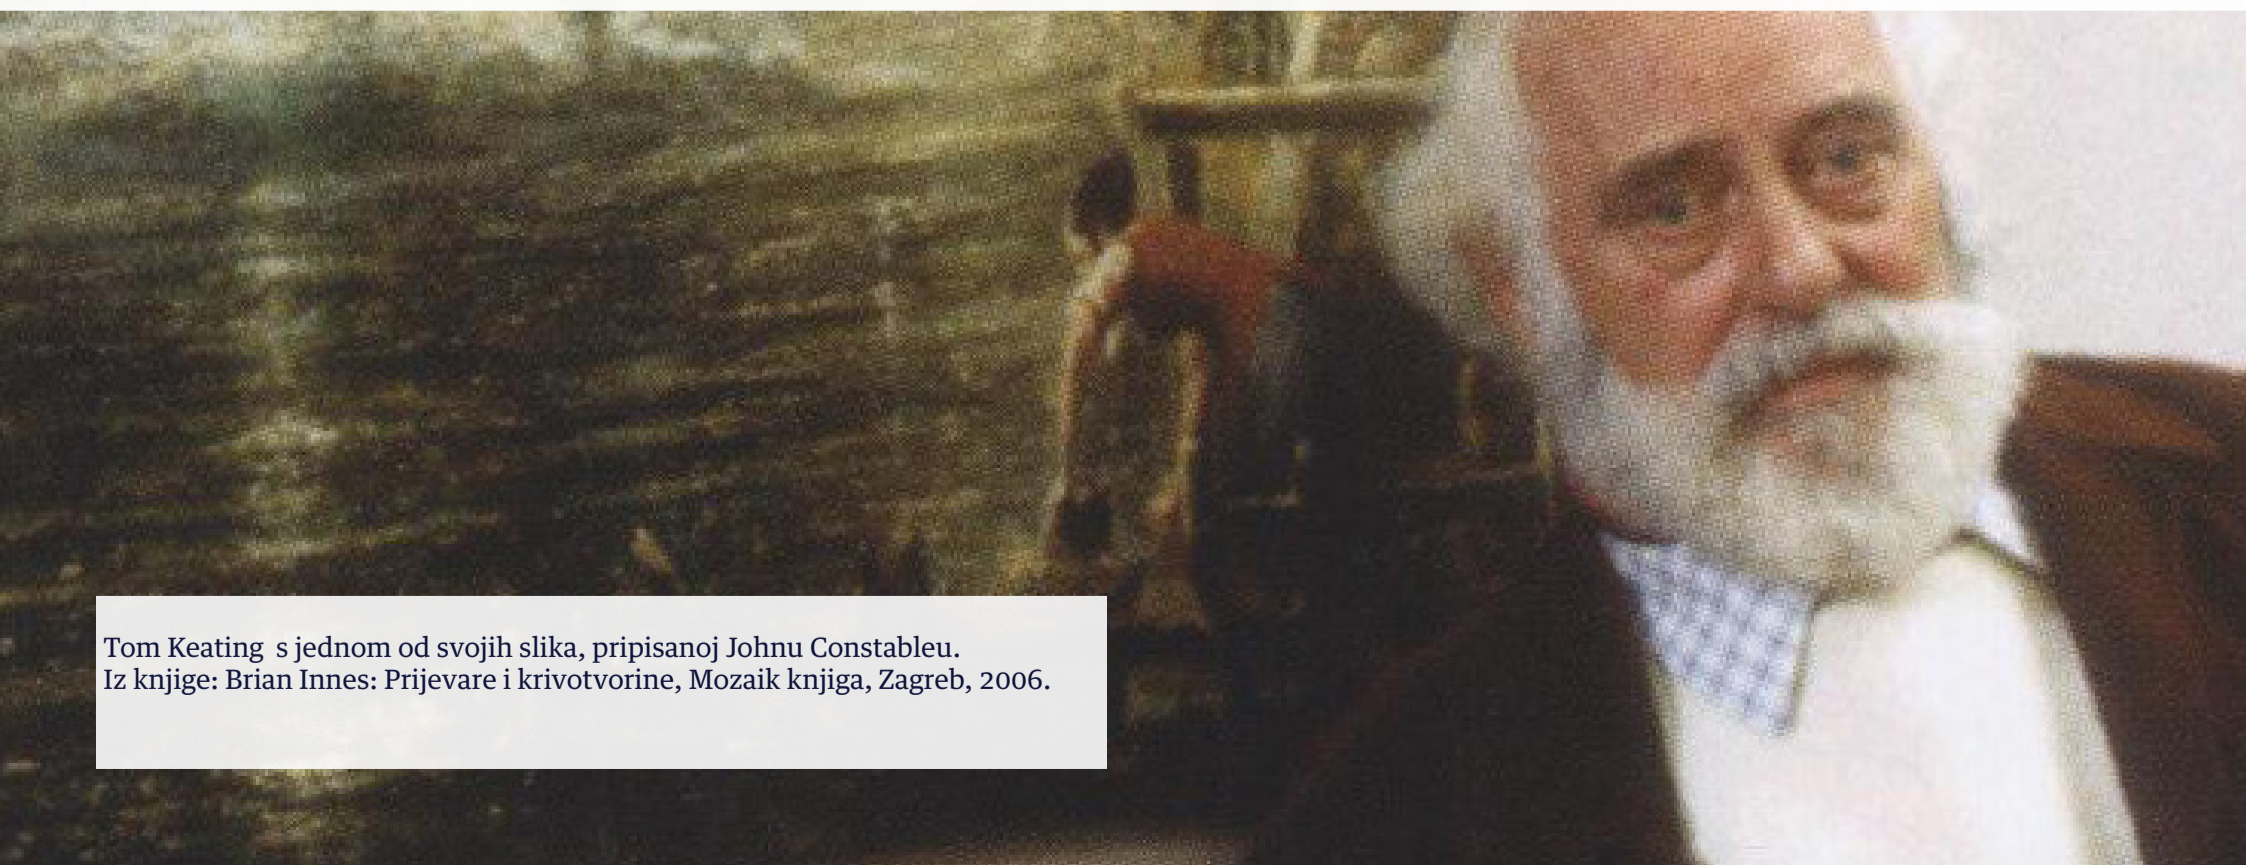 Tom Keating  s jednom od svojih slika, pripisanoj Johnu Constableu.
Iz knjige: Brian Innes: Prijevare i krivotvorine, Mozaik knjiga, Zagreb, 2006.